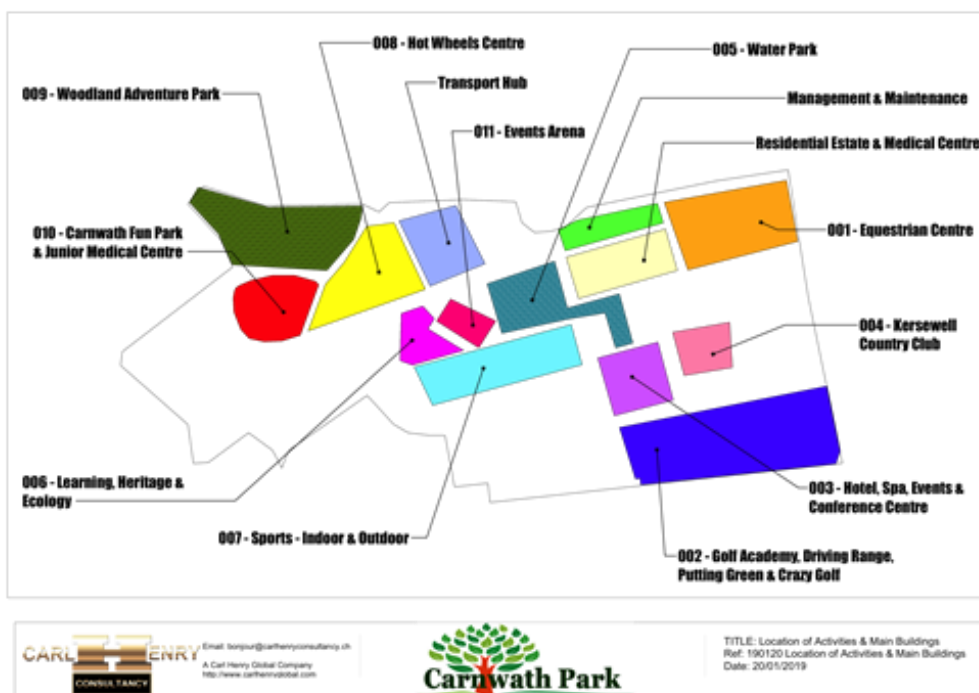 008 - Hot Wheels Centre
005 - Water Park
Transport Hub
009 - Woodland Adventure Park
Management & Maintenance
011 - Events Arena
Residential Estate & Medical Centre
010 - Carnwath Fun Park
& Junior Medical Centre
001 - Equestrian Centre
004 - Kersewell
Country Club
006 - Learning, Heritage &
Ecology
003 - Hotel, Spa, Events &
Conference Centre
007 - Sports - Indoor & Outdoor
002 - Golf Academy, Driving Range,
Putting Green & Crazy Golf
CARL H ENRY
CONSULTANCY
Email: bonjour@carlhenryconsultancy.ch
A Carl Henry Global Company
http://www.carlhenryglobal.com
Carnwath Park
TITLE: Location of Activities & Main Buildings
Ref: 190120 Location of Activities & Main Buildings
Date: 20/01/2019